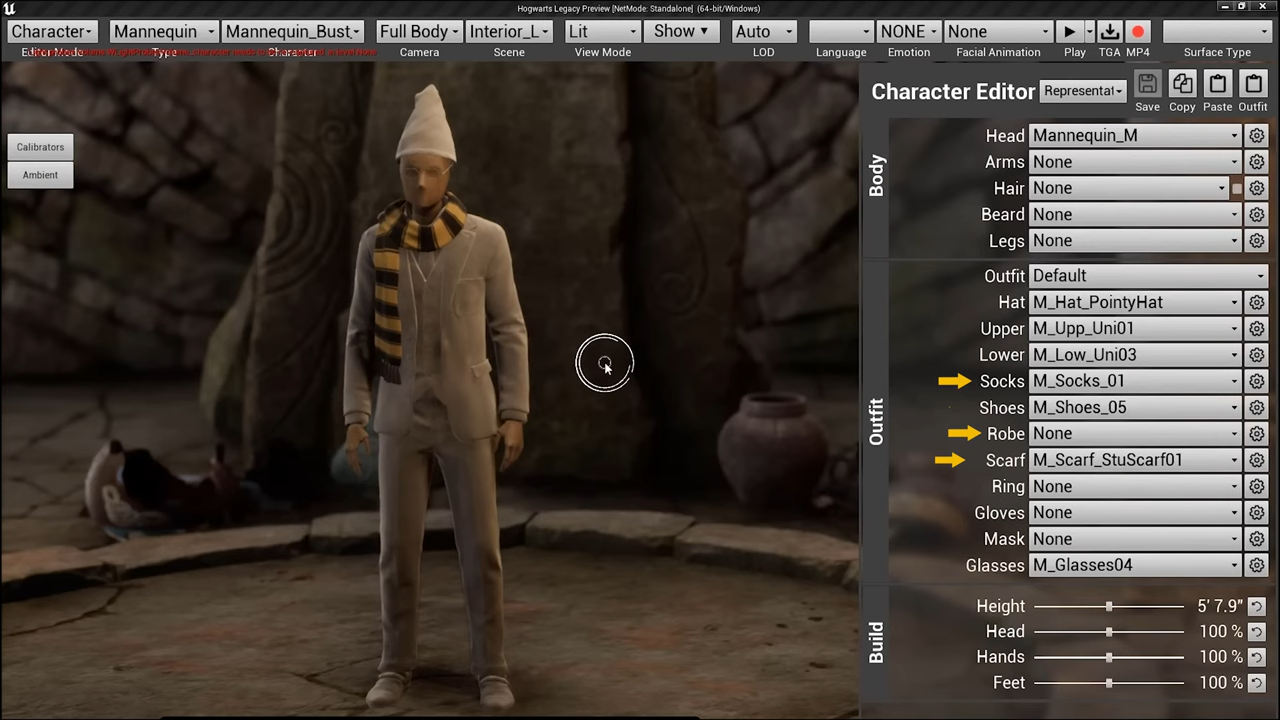 Hogwarts Legacy Preview [NetMode: Standalone] (64-bit/Windows)
Character Mannequin Mannequin_Bust Full Body Interior_L Lit Show Auto NONE None
Editor Mode Type Character Camera Scene View Mode LOD Language Emotion Facial Animation Play TGA MP4 Surface Type
Calibrators
Ambient
Character Editor Representat
Save Copy Paste Outfit
Body
Head Mannequin_M
Arms None
Hair None
Beard None
Legs None
Outfit
Outfit Default
Hat M_Hat_PointyHat
Upper M_Upp_Uni01
Lower M_Low_Uni03
Socks M_Socks_01
Shoes M_Shoes_05
Robe None
Scarf M_Scarf_StuScarf01
Ring None
Gloves None
Mask None
Glasses M_Glasses04
Build
Height 5' 7.9"
Head 100 %
Hands 100 %
Feet 100 %